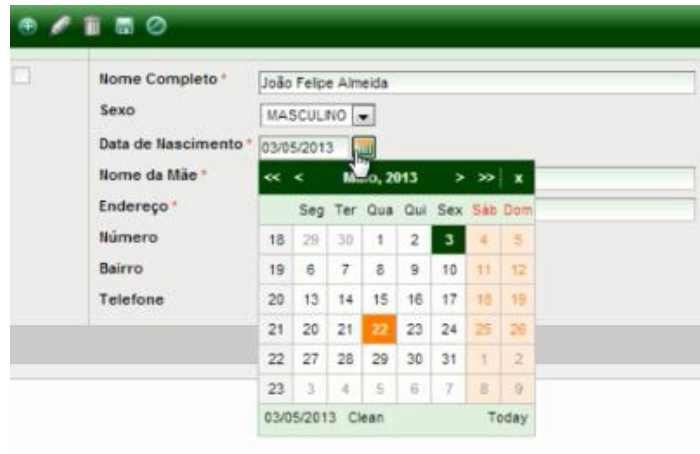 Nome Completo * João Felipe Almeida
Sexo MASCULINO
Data de Nascimento * 03/05/2013
Nome da Mãe *
<< < Maio, 2013 > >> x
Endereço *
Seg Ter Qua Qui Sex Sáb Dom
Número
18 29 30 1 2 3 4 5
Bairro
19 6 7 8 9 10 11 12
Telefone
20 13 14 15 16 17 18 19
21 20 21 22 23 24 25 26
22 27 28 29 30 31 1 2
23 3 4 5 6 7 8 9
03/05/2013 Clean Today